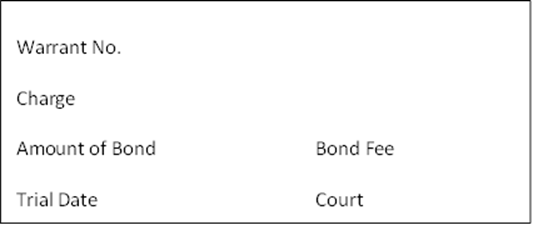 Warrant No.
Charge
Amount of Bond Bond Fee
Trial Date Court